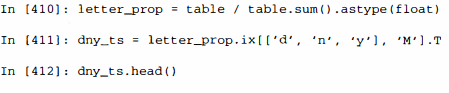 In [410]: letter_prop = table / table.sum().astype(float)
In [411]: dny_ts = letter_prop.ix[['d', 'n', 'y'], 'M'].T
In [412]: dny_ts.head()